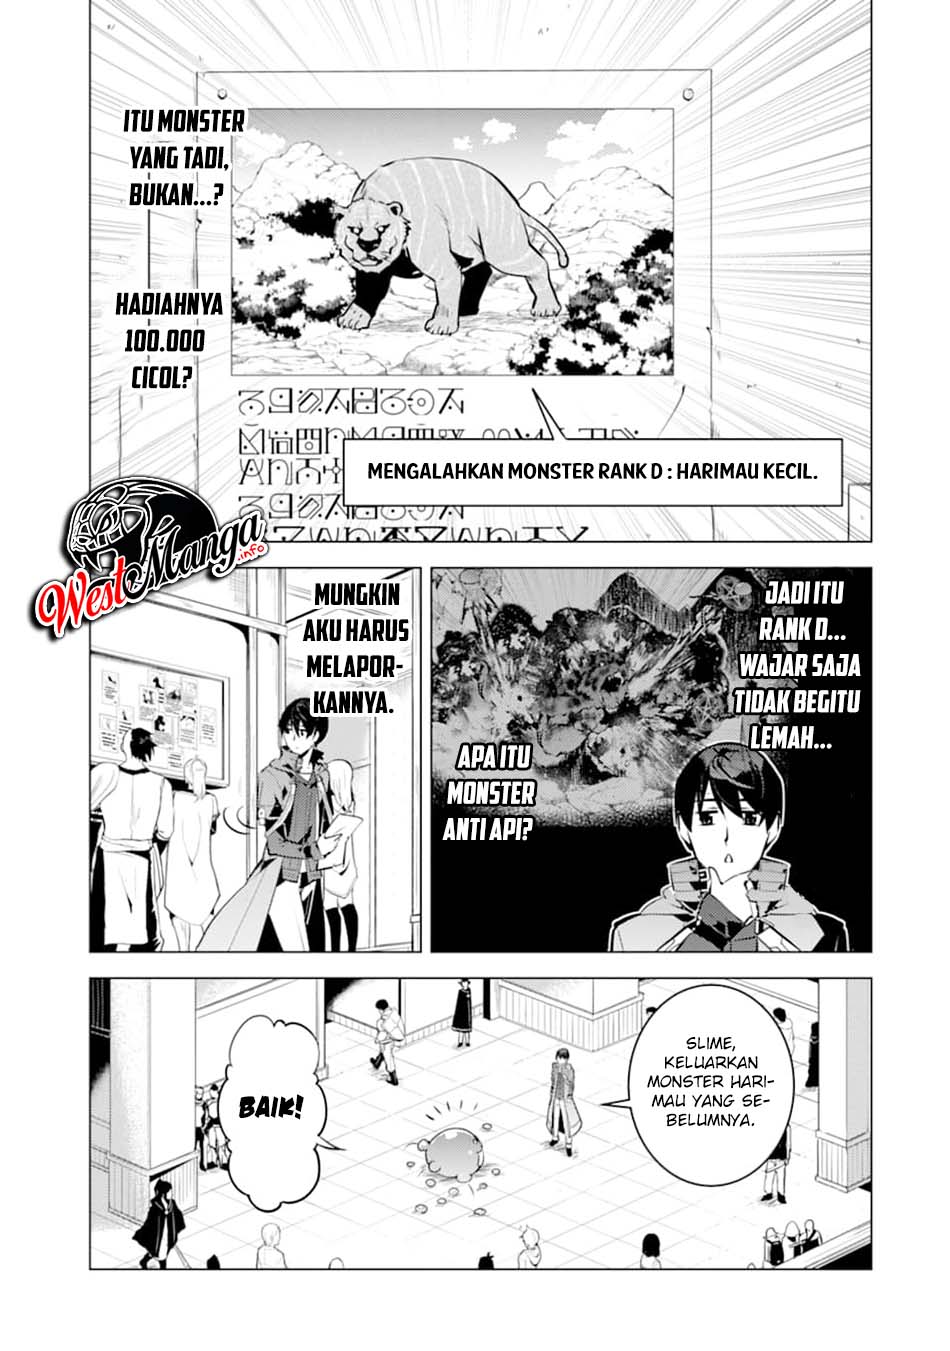 ITU MONSTER
YANG TADI,
BUKAN...?
HADIAHNYA
100.000
CICOL?
MENGALAHKAN MONSTER RANK D : HARIMAU KECIL.
WestManga
.info
JADI ITU
RANK D...
WAJAR SAJA
TIDAK BEGITU
LEMAH...
APA ITU
MONSTER
ANTI API?
MUNGKIN
AKU HARUS
MELAPOR-
KANNYA.
SLIME,
KELUARKAN
MONSTER HARI-
MAU YANG SE-
BELUMNYA.
BAIK!